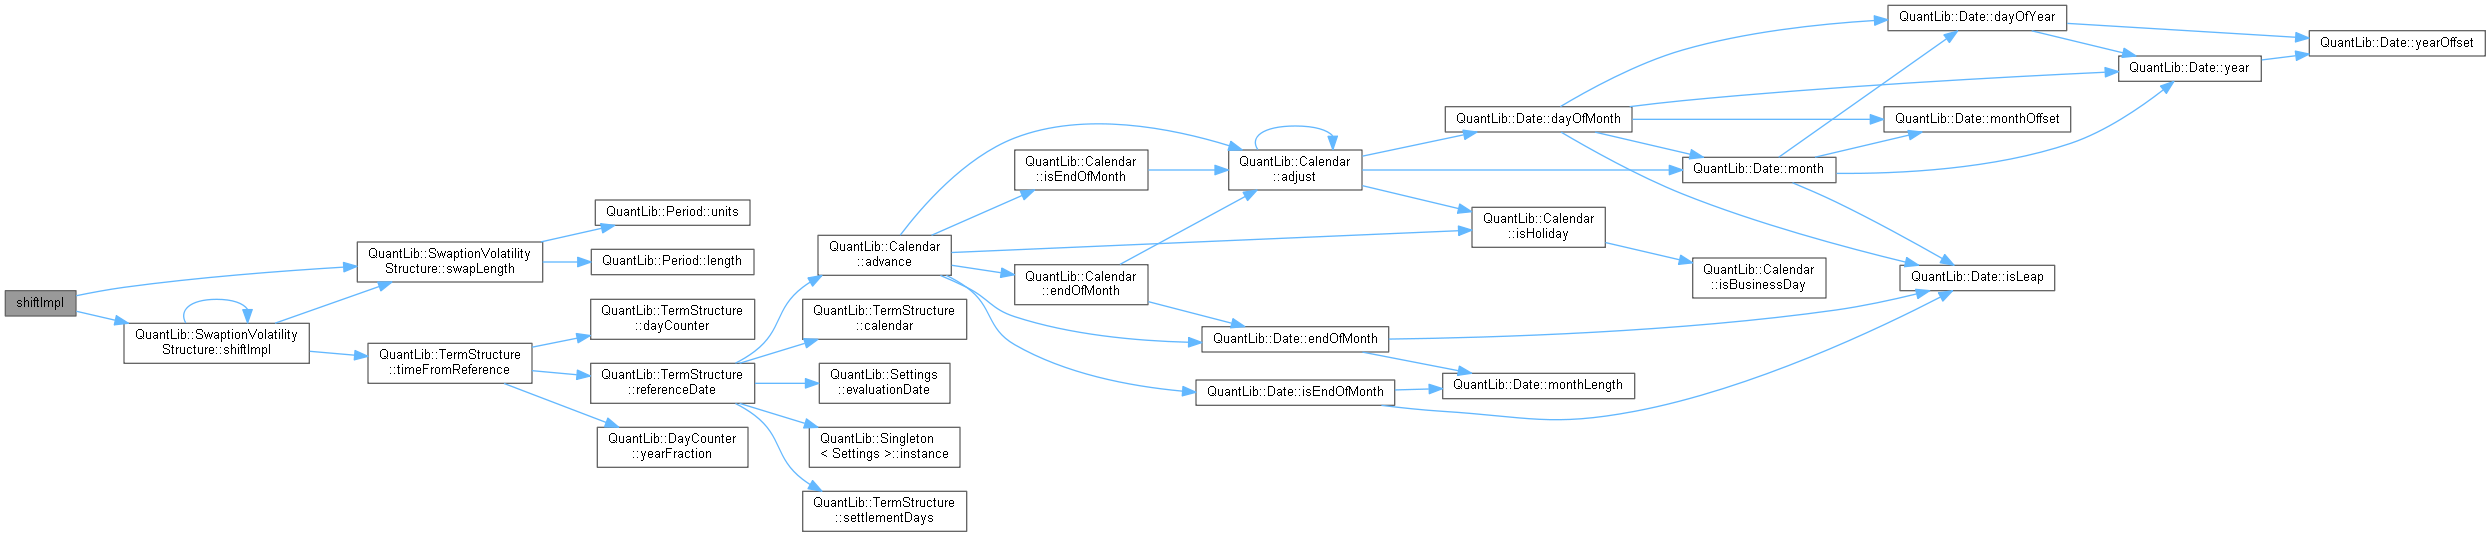 shiftImpl
QuantLib::SwaptionVolatility
Structure::swapLength
QuantLib::Period::units
QuantLib::Period::length
QuantLib::SwaptionVolatility
Structure::shiftImpl
QuantLib::TermStructure
::timeFromReference
QuantLib::TermStructure
::dayCounter
QuantLib::TermStructure
::referenceDate
QuantLib::DayCounter
::yearFraction
QuantLib::Calendar
::advance
QuantLib::TermStructure
::calendar
QuantLib::Settings
::evaluationDate
QuantLib::Singleton
< Settings >::instance
QuantLib::TermStructure
::settlementDays
QuantLib::Calendar
::isEndOfMonth
QuantLib::Calendar
::endOfMonth
QuantLib::Calendar
::adjust
QuantLib::Date::endOfMonth
QuantLib::Date::isEndOfMonth
QuantLib::Date::dayOfMonth
QuantLib::Calendar
::isHoliday
QuantLib::Date::monthLength
QuantLib::Date::month
QuantLib::Calendar
::isBusinessDay
QuantLib::Date::dayOfYear
QuantLib::Date::monthOffset
QuantLib::Date::isLeap
QuantLib::Date::year
QuantLib::Date::yearOffset